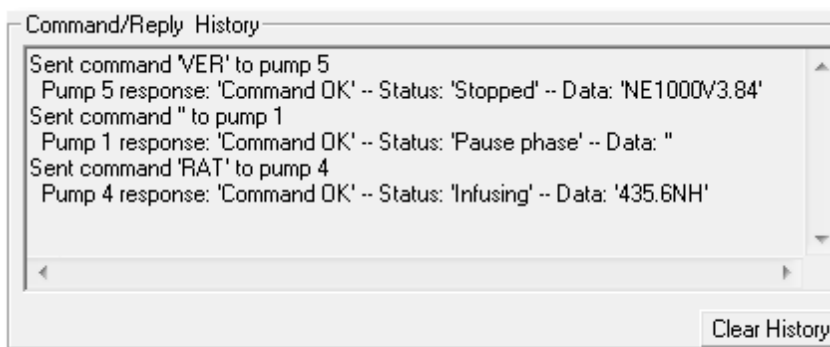 Command/Reply History
Sent command 'VER' to pump 5
Pump 5 response: 'Command OK' -- Status: 'Stopped' -- Data: 'NE1000V3.84'
Sent command '' to pump 1
Pump 1 response: 'Command OK' -- Status: 'Pause phase' -- Data: ''
Sent command 'RAT' to pump 4
Pump 4 response: 'Command OK' -- Status: 'Infusing' -- Data: '435.6NH'
Clear History